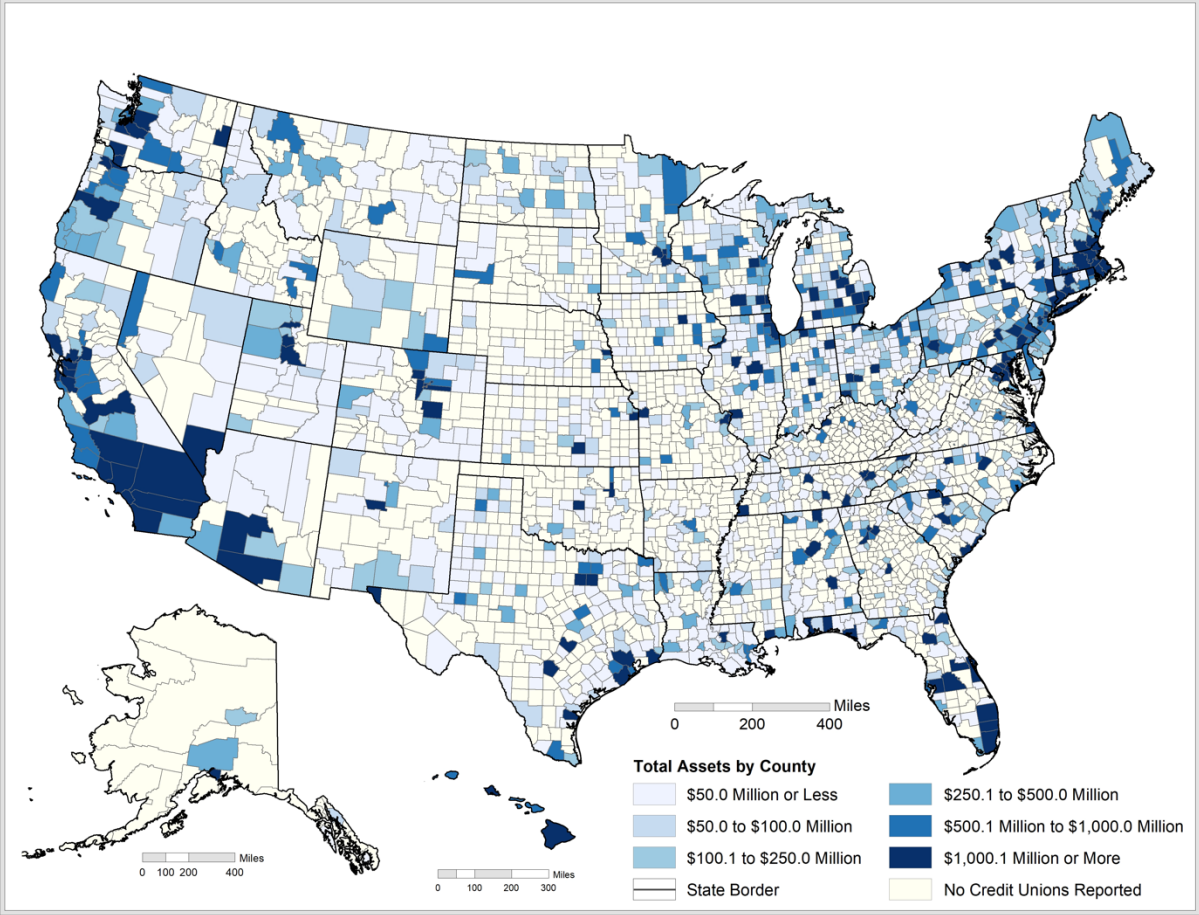 Miles
0 200 400
Total Assets by County
$50.0 Million or Less
$250.1 to $500.0 Million
$50.0 to $100.0 Million
$500.1 Million to $1,000.0 Million
$100.1 to $250.0 Million
$1,000.1 Million or More
State Border
No Credit Unions Reported
Miles
0 100 200 400
Miles
0 100 200 300